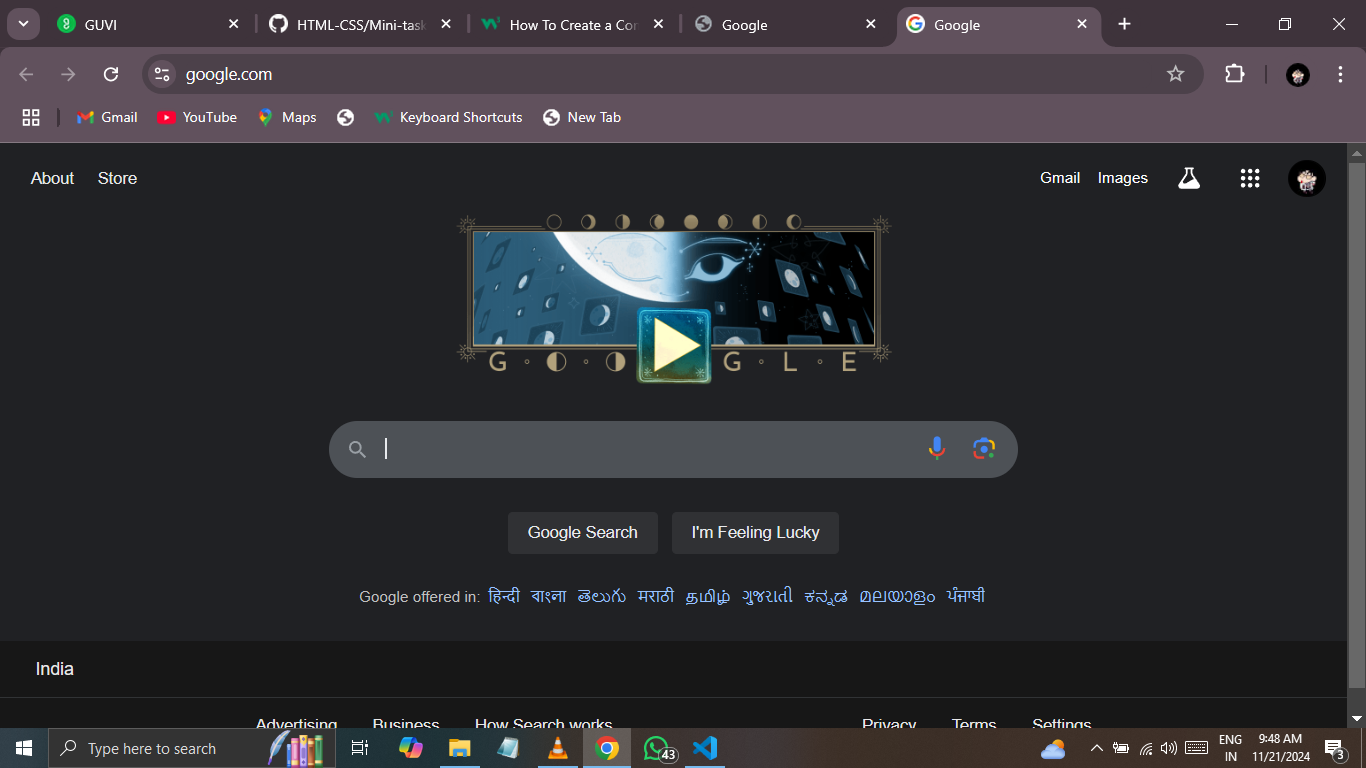 GUVI
HTML-CSS/Mini-task
How To Create a Cor
Google
Google
google.com
Gmail
YouTube
Maps
Keyboard Shortcuts
New Tab
About
Store
Gmail
Images
G O O G L E
Google Search
I'm Feeling Lucky
Google offered in: हिन्दी বাংলা తెలుగు मराठी தமிழ் ગુજરાતી ಕನ್ನಡ മലയാളം ਪੰਜਾਬੀ
India
Advertising
Business
How Search works
Privacy
Terms
Settings
Type here to search
43
ENG
IN
9:48 AM
11/21/2024
3